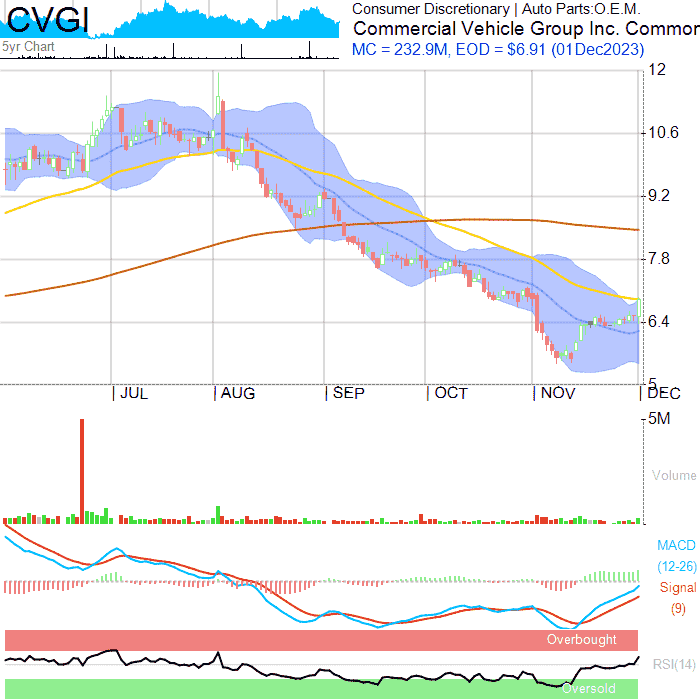 CVGI
5yr Chart
Consumer Discretionary | Auto Parts:O.E.M.
Commercial Vehicle Group Inc. Common
MC = 232.9M, EOD = $6.91 (01Dec2023)
12
10.6
9.2
7.8
6.4
5
JUL
AUG
SEP
OCT
NOV
DEC
5M
Volume
MACD
(12-26)
Signal
(9)
Overbought
RSI(14)
Oversold